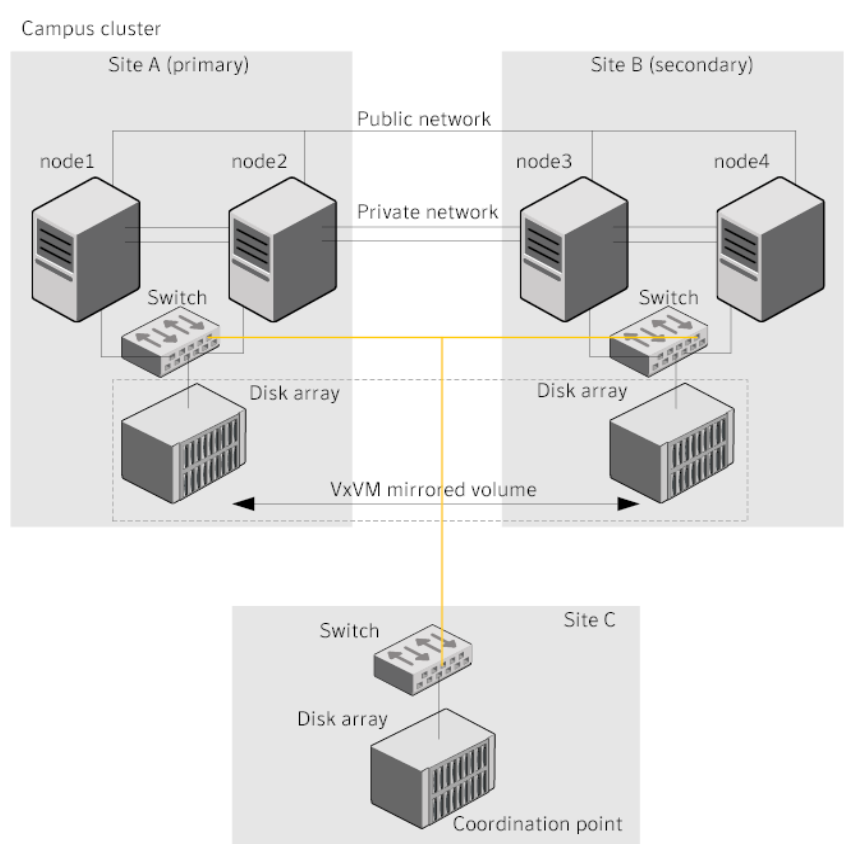 Campus cluster
Site A (primary)
Site B (secondary)
Public network
node1
node2
node3
node4
Private network
Switch
Switch
Disk array
Disk array
VxVM mirrored volume
Site C
Switch
Disk array
Coordination point